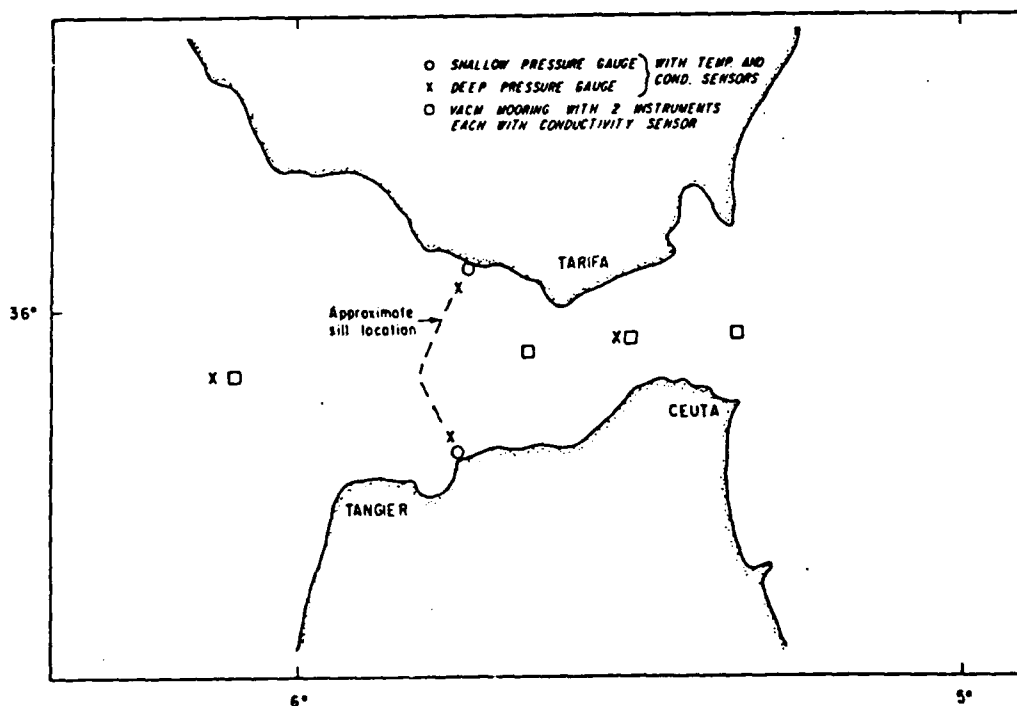 O SHALLOW PRESSURE GAUGE
X DEEP PRESSURE GAUGE
WITH TEMP. AND
COND. SENSORS
□ VACM MOORING WITH 2 INSTRUMENTS
EACH WITH CONDUCTIVITY SENSOR
TARIFA
36°
Approximate
sill location
CEUTA
TANGIER
6°
5°